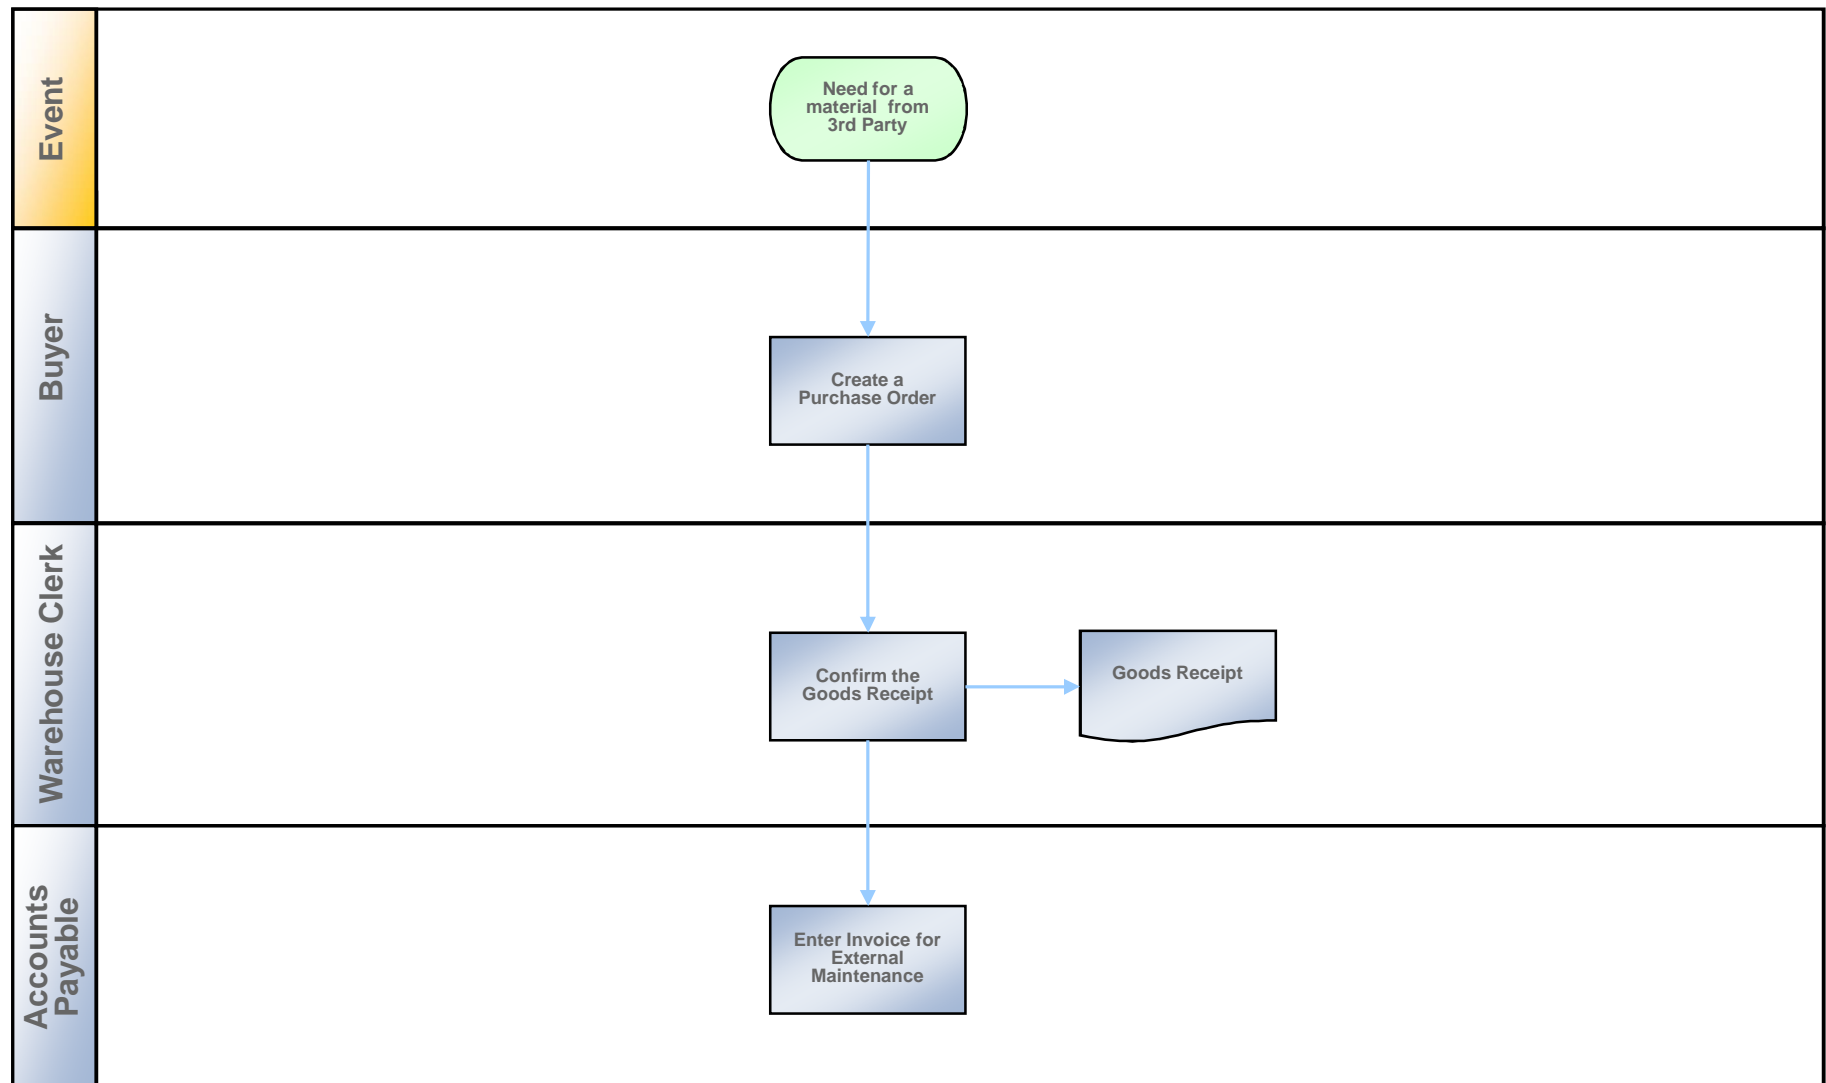 Event
Need for a
material  from
3rd Party
Buyer
Create a
Purchase Order
Warehouse Clerk
Confirm the
Goods Receipt
Goods Receipt
Accounts
Payable
Enter Invoice for
External
Maintenance